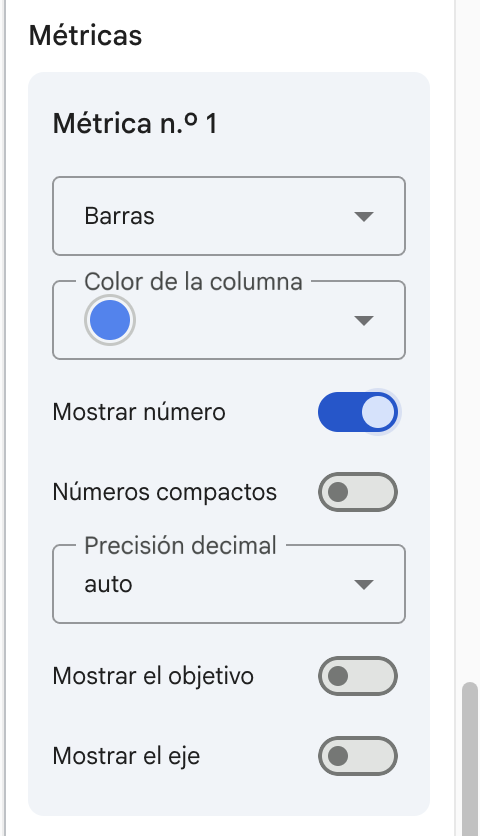 Métricas
Métrica n.º 1
Barras
Color de la columna
Mostrar número
Números compactos
Precisión decimal
auto
Mostrar el objetivo
Mostrar el eje